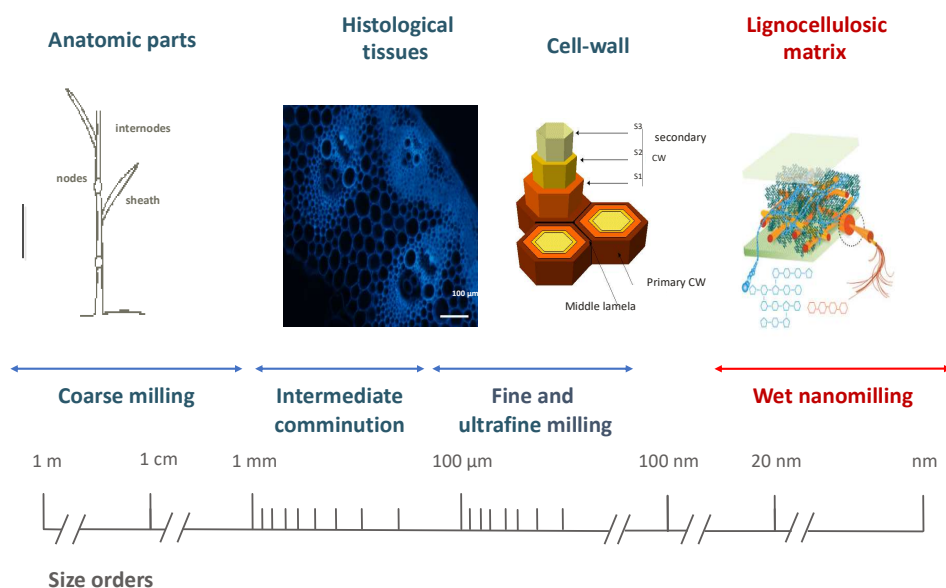 Anatomic parts
Histological
tissues
Cell-wall
Lignocellulosic
matrix
internodes
nodes
sheath
100 µm
S3
secondary
S2
CW
S1
Primary CW
Middle lamela
Coarse milling
Intermediate
comminution
Fine and
ultrafine milling
Wet nanomilling
1 m
1 cm
1 mm
100 µm
100 nm
20 nm
nm
Size orders